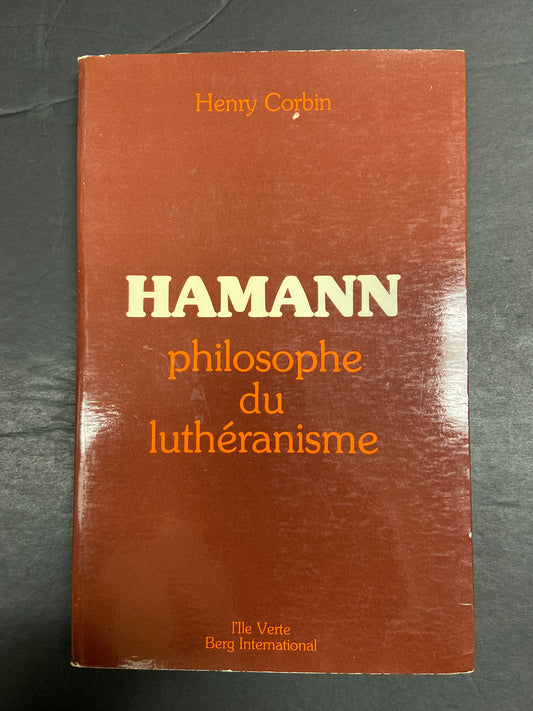 Henry Corbin
HAMANN
philosophe
du
luthéranisme
l'Ile Verte
Berg International